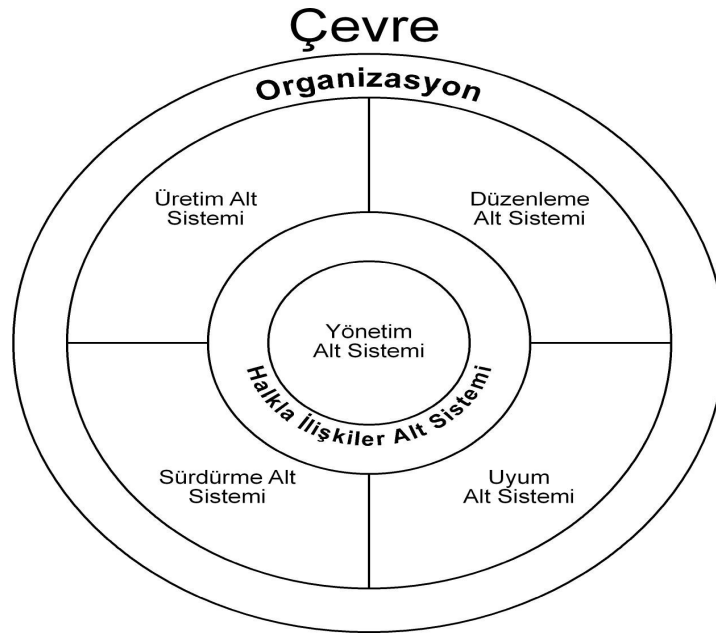 Çevre
Organizasyon
Üretim Alt
Sistemi
Düzenleme
Alt Sistemi
Yönetim
Alt Sistemi
Halkla İlişkiler Alt Sistemi
Sürdürme Alt
Sistemi
Uyum
Alt Sistemi